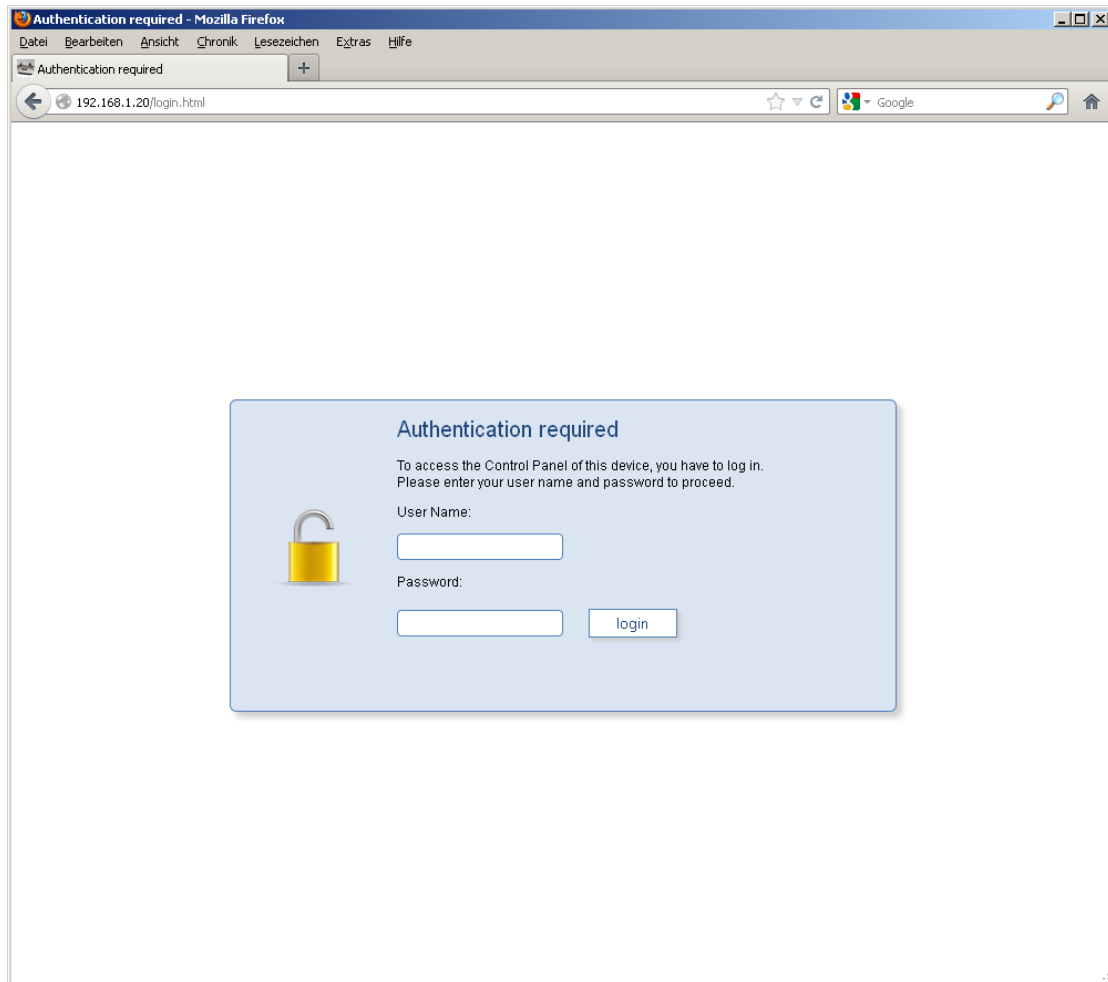 Authentication required - Mozilla Firefox
Datei Bearbeiten Ansicht Chronik Lesezeichen Extras Hilfe
Authentication required
192.168.1.20/login.html
Google
Authentication required
To access the Control Panel of this device, you have to log in.
Please enter your user name and password to proceed.
User Name:
Password:
login